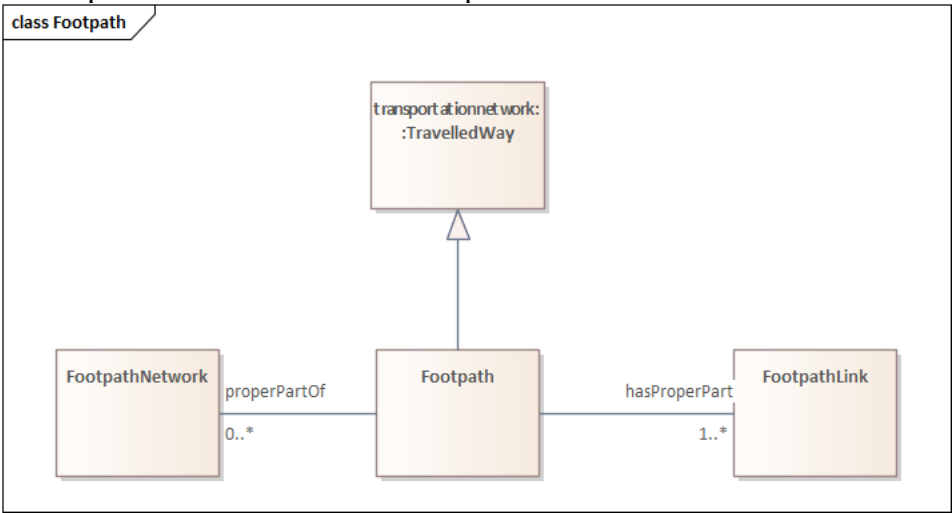 class Footpath
transportationnetwork:
:TravelledWay
FootpathNetwork
properPartOf
0..*
Footpath
hasProperPart
1..*
FootpathLink